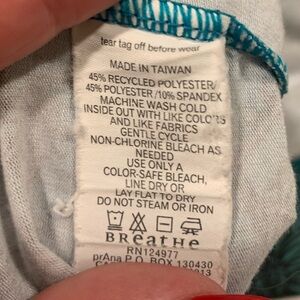 tear tag off before wear
MADE IN TAIWAN
45% RECYCLED POLYESTER/
45% POLYESTER/10% SPANDEX
MACHINE WASH COLD
INSIDE OUT WITH LIKE COLORS
AND LIKE FABRICS
GENTLE CYCLE
NON-CHLORINE BLEACH AS
NEEDED
USE ONLY A
COLOR-SAFE BLEACH,
LINE DRY OR
LAY FLAT TO DRY
DO NOT STEAM OR IRON
BReatHe
RN124977
prAna P.O. BOX 130430